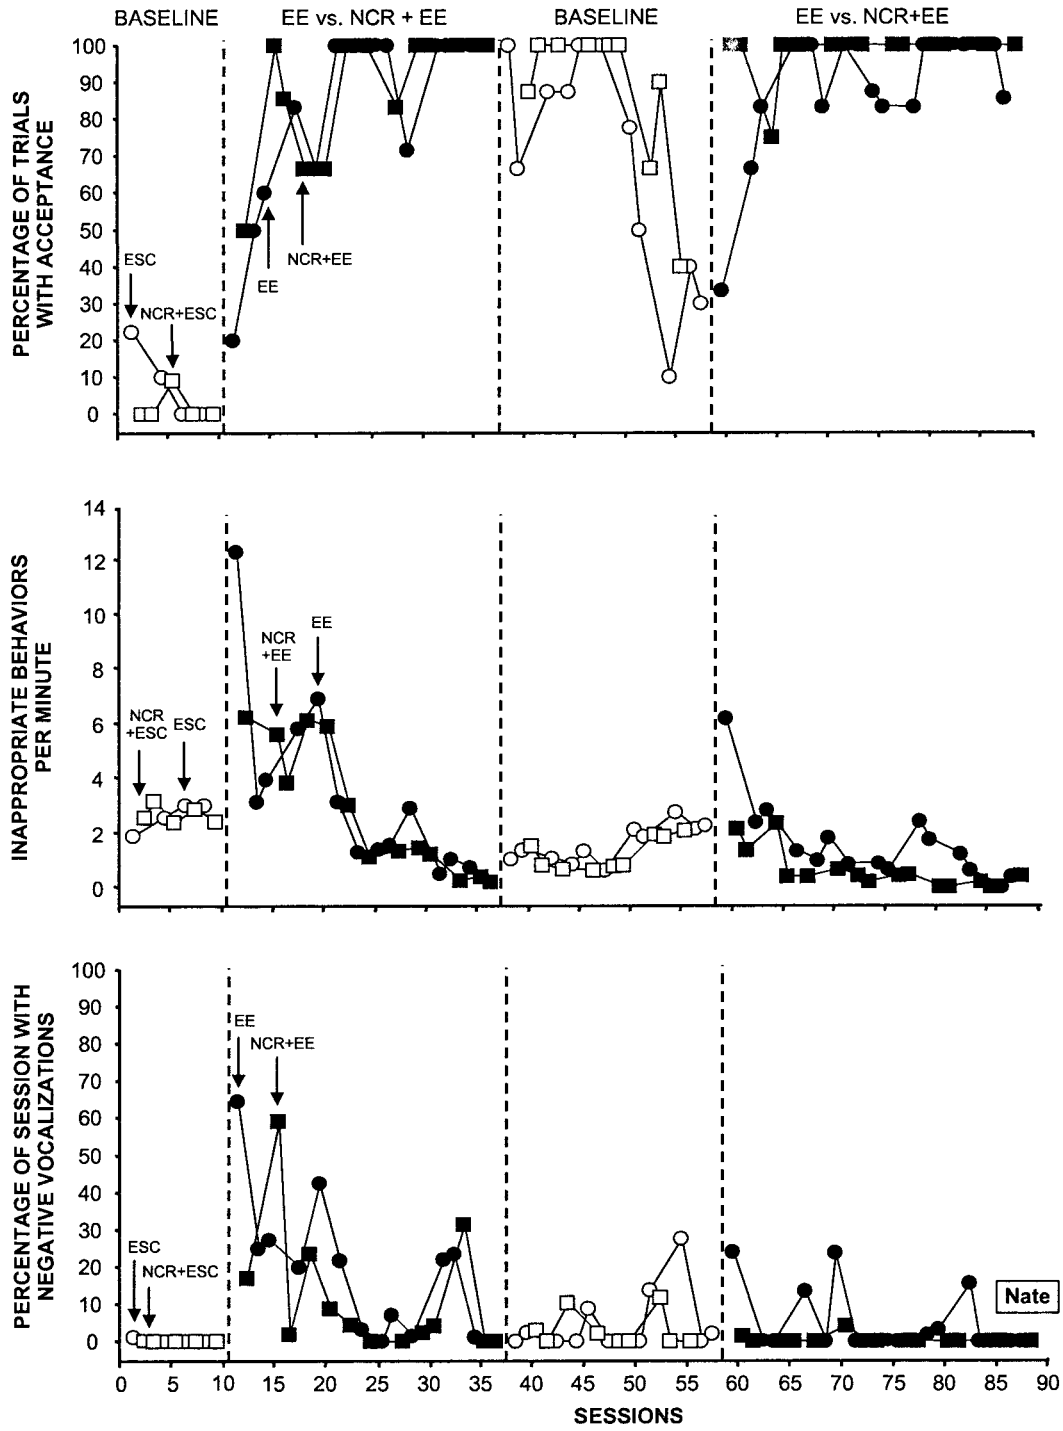 BASELINE EE vs. NCR + EE BASELINE EE vs. NCR+EE
PERCENTAGE OF TRIALS
WITH ACCEPTANCE
100
90
80
70
60
50
40
30
20
10
0
ESC
NCR+ESC
EE
NCR+EE
INAPPROPRIATE BEHAVIORS
PER MINUTE
14
12
10
8
6
4
2
0
NCR
+ESC
ESC
NCR
+EE
EE
PERCENTAGE OF SESSION WITH
NEGATIVE VOCALIZATIONS
100
90
80
70
60
50
40
30
20
10
0
ESC
NCR+ESC
EE
NCR+EE
Nate
0 5 10 15 20 25 30 35 40 45 50 55 60 65 70 75 80 85 90
SESSIONS